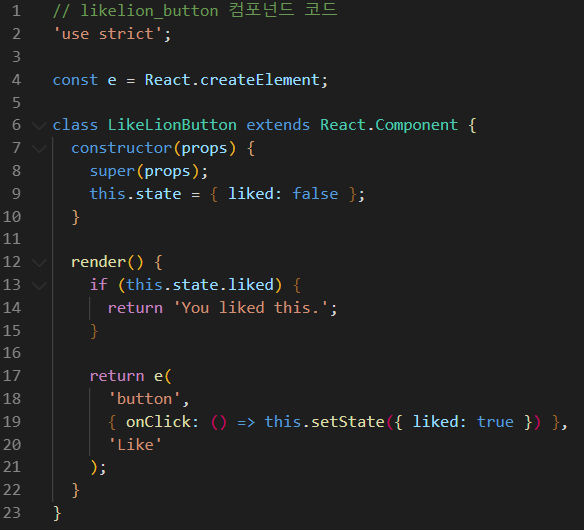 1 // likelion_button 컴포넌드 코드
2 'use strict';
3
4 const e = React.createElement;
5
6 class LikeLionButton extends React.Component {
7 constructor(props) {
8 super(props);
9 this.state = { liked: false };
10 }
11
12 render() {
13 if (this.state.liked) {
14 return 'You liked this.';
15 }
16
17 return e(
18 'button',
19 { onClick: () => this.setState({ liked: true }) },
20 'Like'
21 );
22 }
23 }